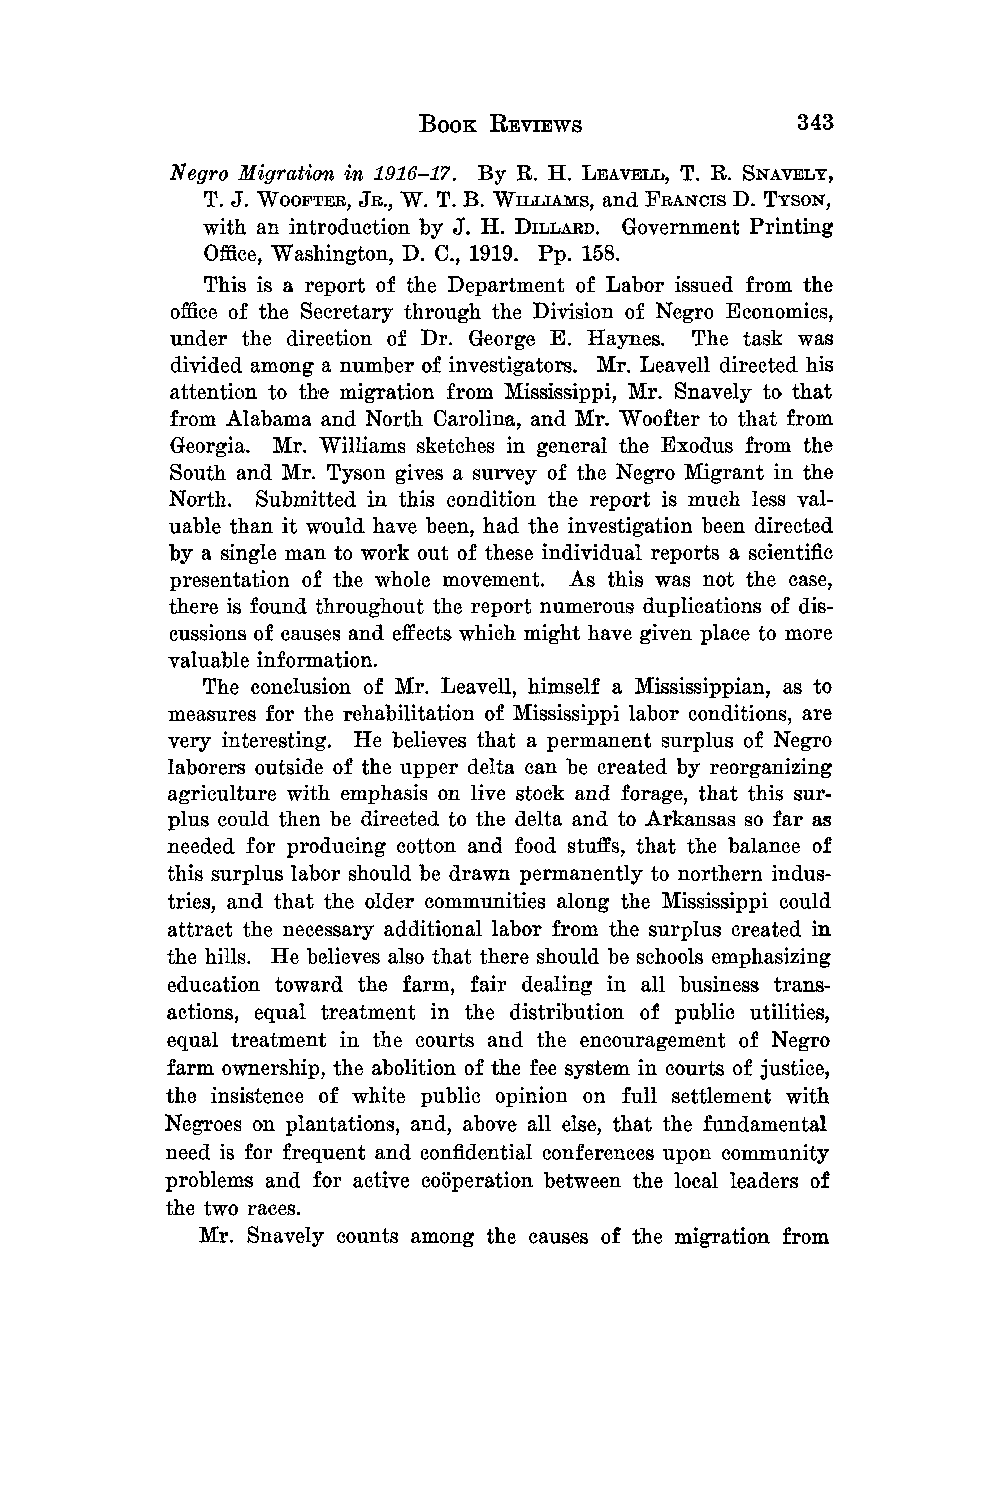 Book Reviews 343
Negro Migration in 1916–17. By R. H. Leavell, T. R. Snavely,
T. J. Woofter, Jr., W. T. B. Williams, and Francis D. Tyson,
with an introduction by J. H. Dillard. Government Printing
Office, Washington, D. C., 1919. Pp. 158.
This is a report of the Department of Labor issued from the
office of the Secretary through the Division of Negro Economics,
under the direction of Dr. George E. Haynes. The task was
divided among a number of investigators. Mr. Leavell directed his
attention to the migration from Mississippi, Mr. Snavely to that
from Alabama and North Carolina, and Mr. Woofter to that from
Georgia. Mr. Williams sketches in general the Exodus from the
South and Mr. Tyson gives a survey of the Negro Migrant in the
North. Submitted in this condition the report is much less val-
uable than it would have been, had the investigation been directed
by a single man to work out of these individual reports a scientific
presentation of the whole movement. As this was not the case,
there is found throughout the report numerous duplications of dis-
cussions of causes and effects which might have given place to more
valuable information.
The conclusion of Mr. Leavell, himself a Mississippian, as to
measures for the rehabilitation of Mississippi labor conditions, are
very interesting. He believes that a permanent surplus of Negro
laborers outside of the upper delta can be created by reorganizing
agriculture with emphasis on live stock and forage, that this sur-
plus could then be directed to the delta and to Arkansas so far as
needed for producing cotton and food stuffs, that the balance of
this surplus labor should be drawn permanently to northern indus-
tries, and that the older communities along the Mississippi could
attract the necessary additional labor from the surplus created in
the hills. He believes also that there should be schools emphasizing
education toward the farm, fair dealing in all business trans-
actions, equal treatment in the distribution of public utilities,
equal treatment in the courts and the encouragement of Negro
farm ownership, the abolition of the fee system in courts of justice,
the insistence of white public opinion on full settlement with
Negroes on plantations, and, above all else, that the fundamental
need is for frequent and confidential conferences upon community
problems and for active coöperation between the local leaders of
the two races.
Mr. Snavely counts among the causes of the migration from